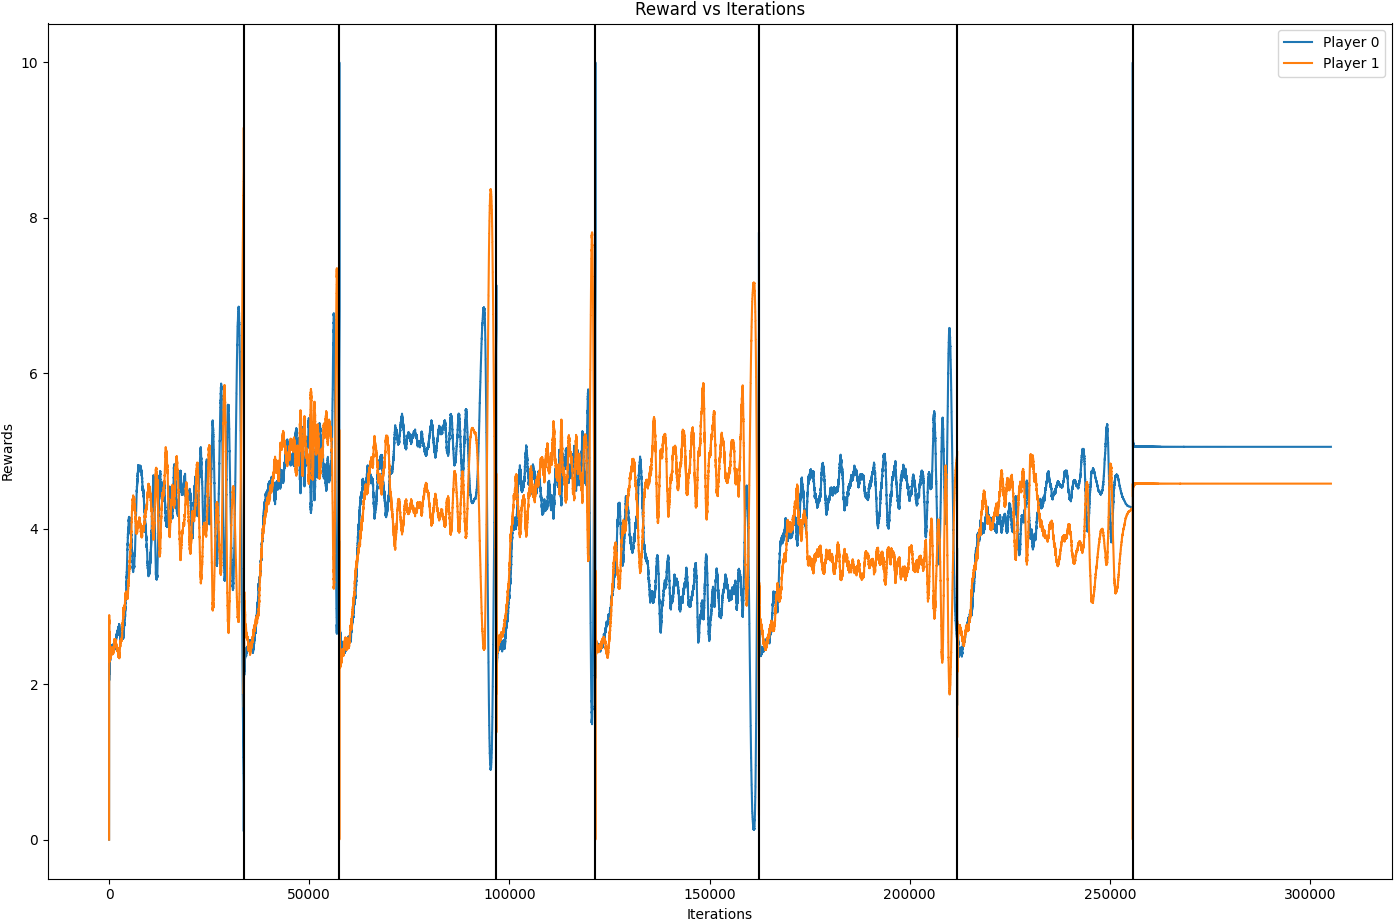 Reward vs Iterations
Player 0
Player 1
Rewards
10
8
6
4
2
0
0
50000
100000
150000
200000
250000
300000
Iterations